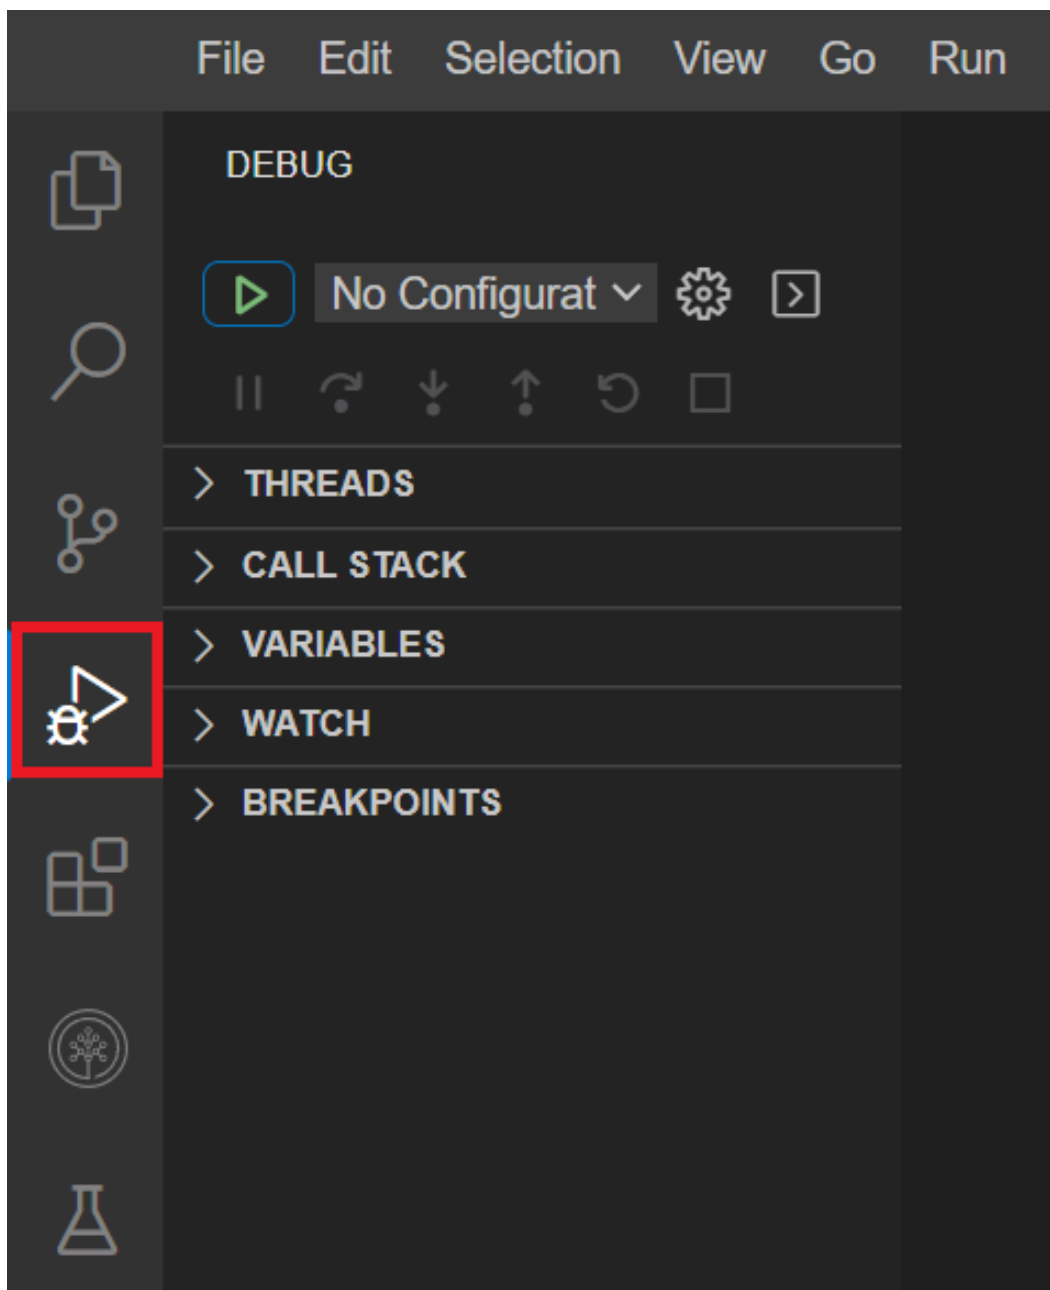 File Edit Selection View Go Run
DEBUG
No Configurat
THREADS
CALL STACK
VARIABLES
WATCH
BREAKPOINTS